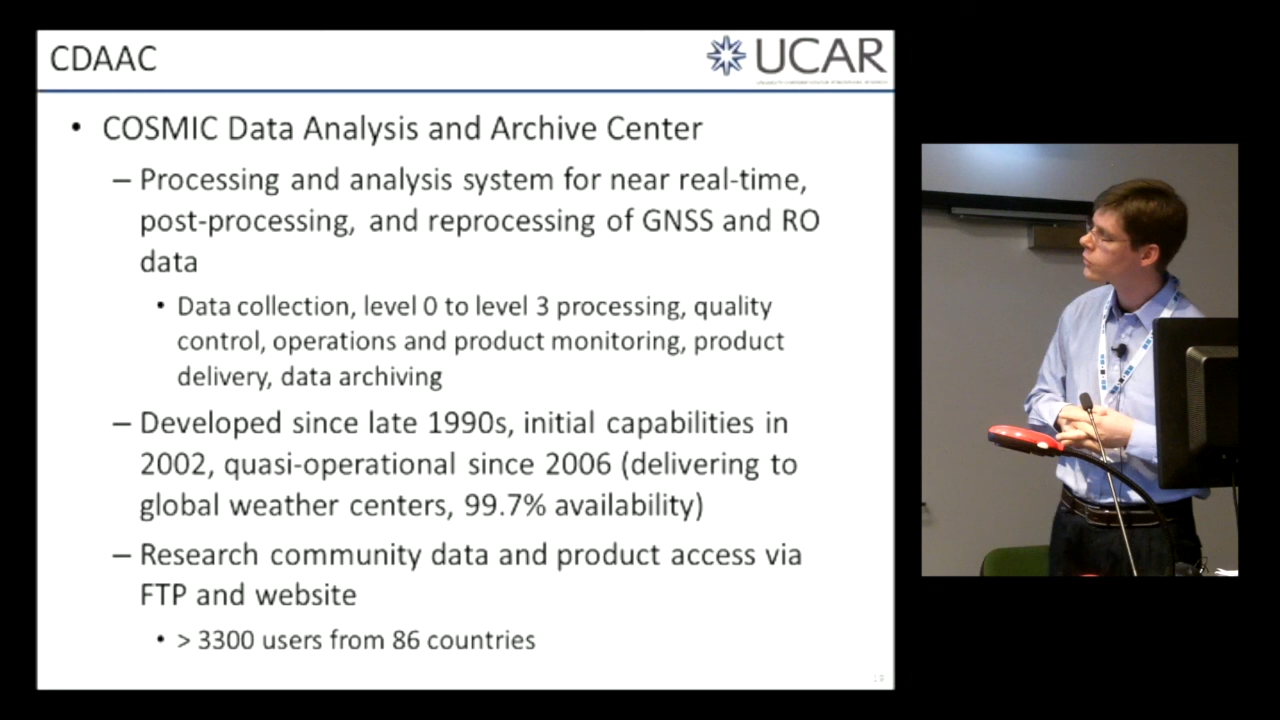 CDAAC
UCAR
• COSMIC Data Analysis and Archive Center
– Processing and analysis system for near real-time,
post-processing, and reprocessing of GNSS and RO
data
• Data collection, level 0 to level 3 processing, quality
control, operations and product monitoring, product
delivery, data archiving
– Developed since late 1990s, initial capabilities in
2002, quasi-operational since 2006 (delivering to
global weather centers, 99.7% availability)
– Research community data and product access via
FTP and website
• > 3300 users from 86 countries